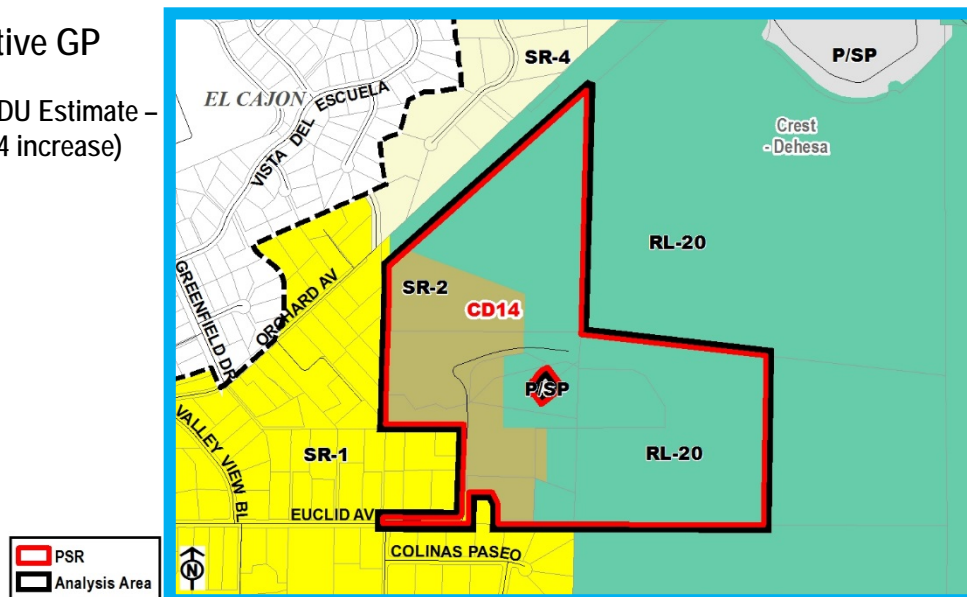 tive GP
DU Estimate –
4 increase)
SR-4
P/SP
EL CAJON
VISTA DEL ESCUELA
Crest
- Dehesa
RL-20
SR-2
CD14
GREENFIELD DR
ORCHARD AV
P/SP
VALLEY VIEW BL
SR-1
RL-20
EUCLID AV
COLINAS PASEO
PSR
Analysis Area
N